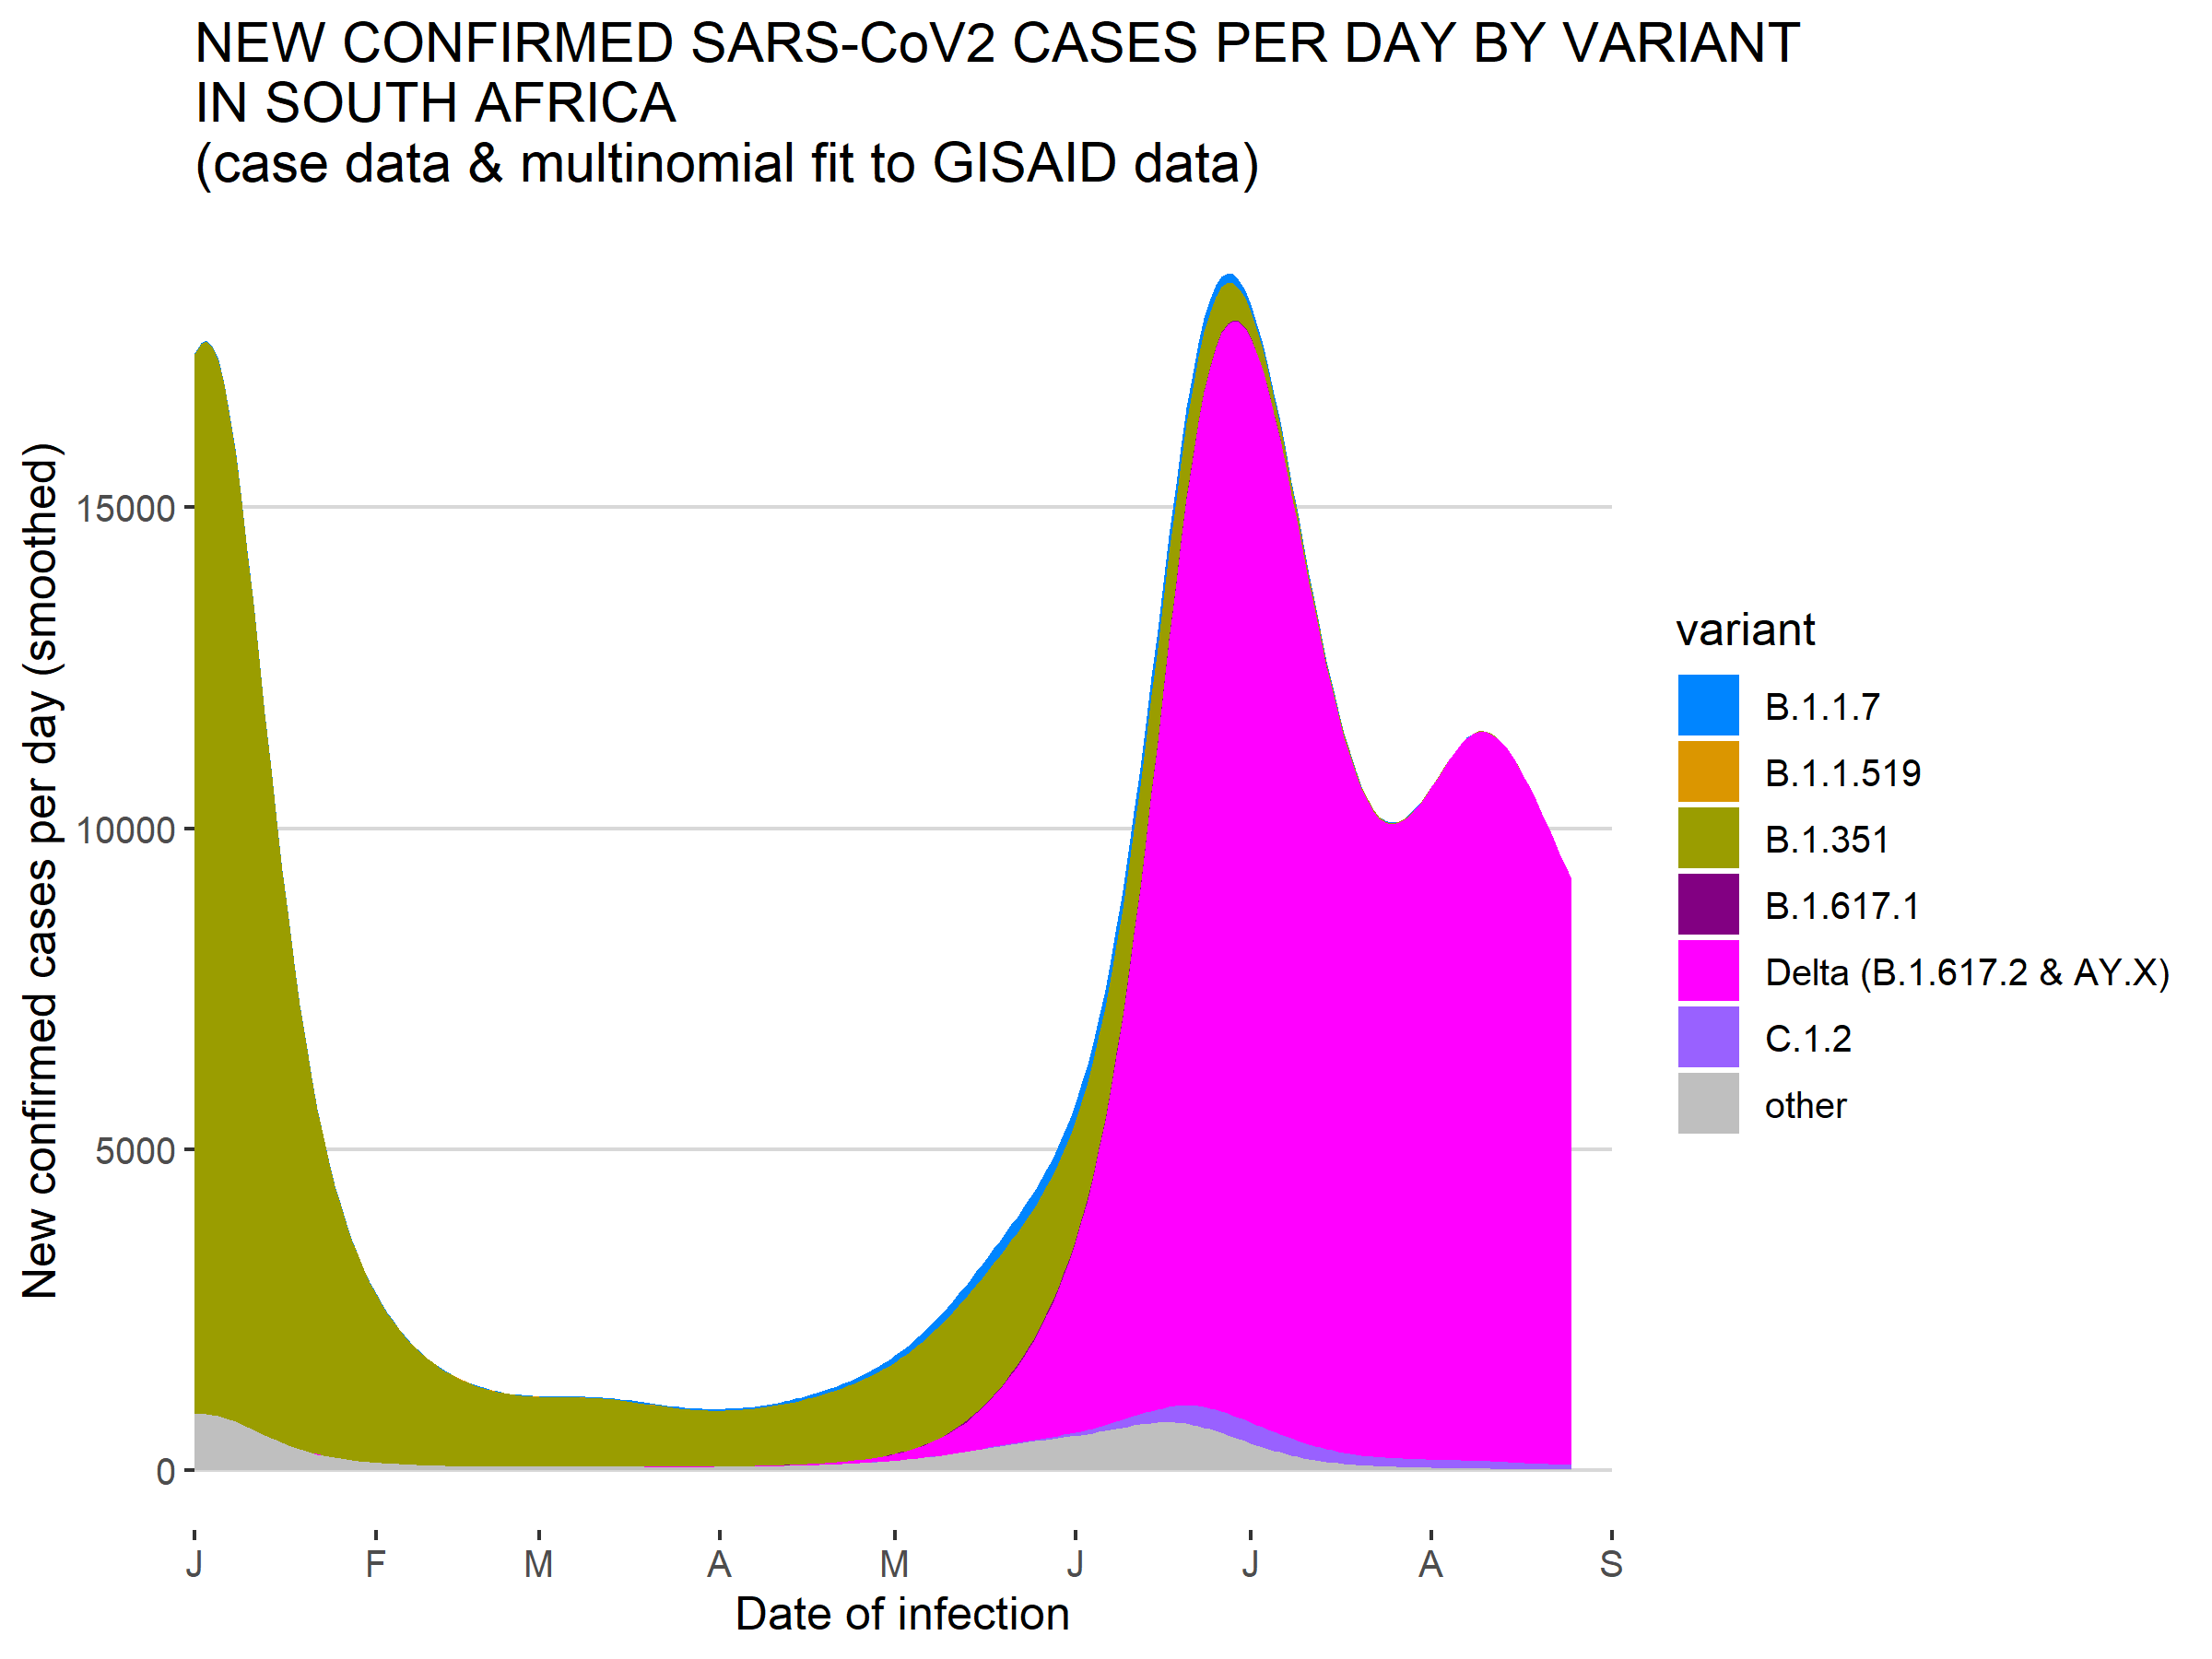 NEW CONFIRMED SARS-CoV2 CASES PER DAY BY VARIANT
IN SOUTH AFRICA
(case data & multinomial fit to GISAID data)
New confirmed cases per day (smoothed)
15000
10000
5000
0
J F M A M J J A S
Date of infection
variant
B.1.1.7
B.1.1.519
B.1.351
B.1.617.1
Delta (B.1.617.2 & AY.X)
C.1.2
other